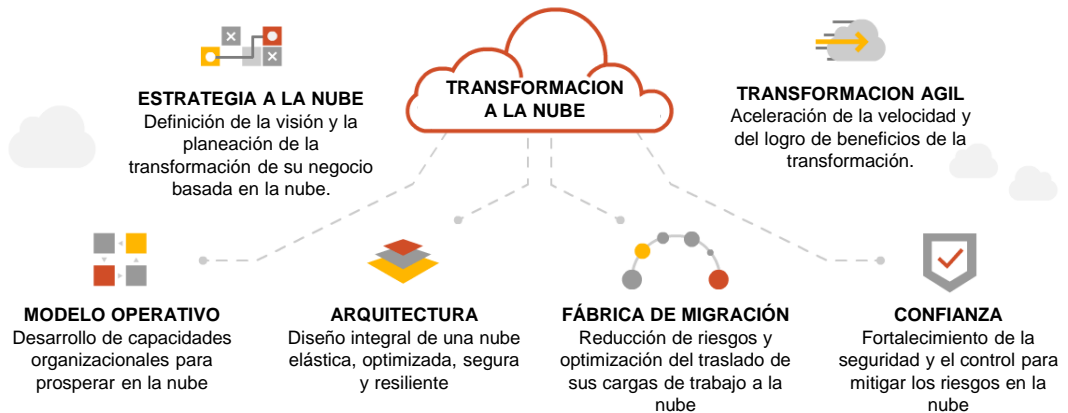 TRANSFORMACION
A LA NUBE
ESTRATEGIA A LA NUBE
Definición de la visión y la
planeación de la
transformación de su negocio
basada en la nube.
TRANSFORMACION AGIL
Aceleración de la velocidad y
del logro de beneficios de la
transformación.
MODELO OPERATIVO
Desarrollo de capacidades
organizacionales para
prosperar en la nube
ARQUITECTURA
Diseño integral de una nube
elástica, optimizada, segura
y resiliente
FÁBRICA DE MIGRACIÓN
Reducción de riesgos y
optimización del traslado de
sus cargas de trabajo a la
nube
CONFIANZA
Fortalecimiento de la
seguridad y el control para
mitigar los riesgos en la
nube